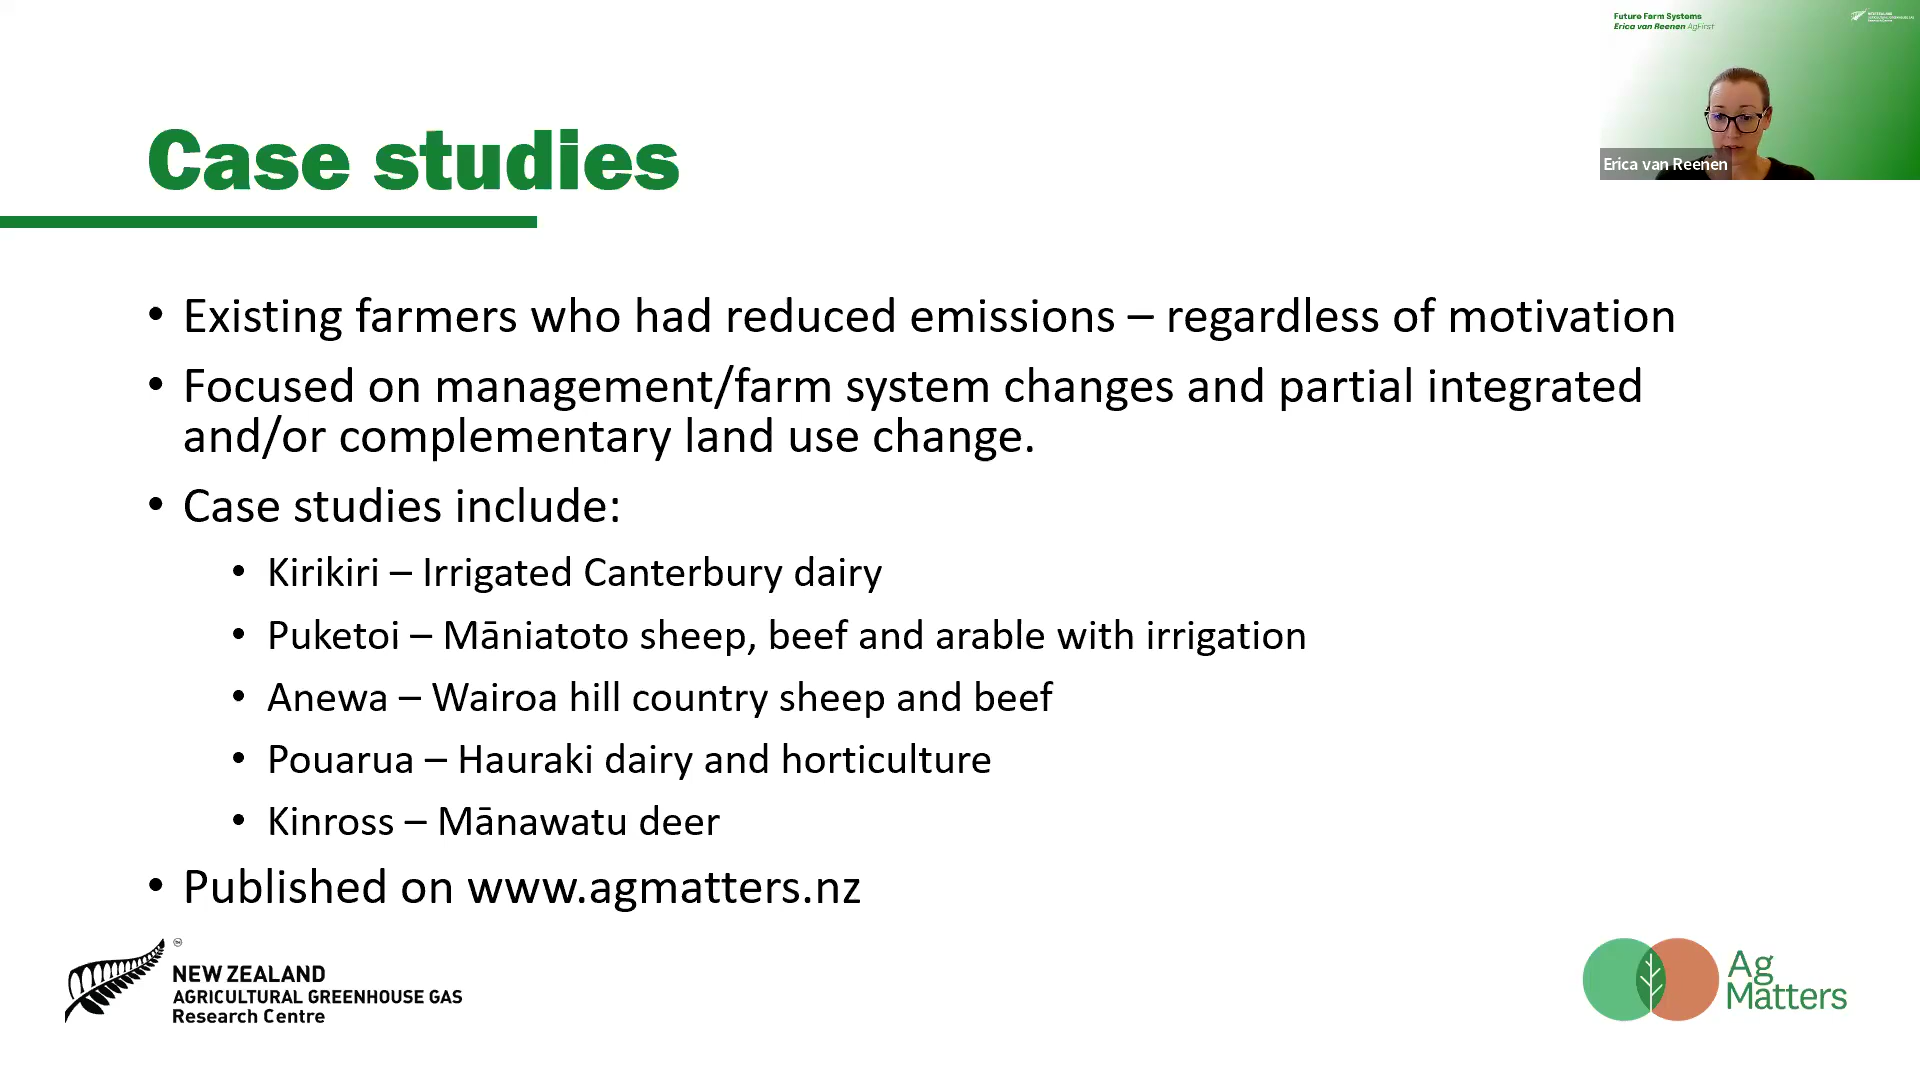 Future Farm Systems
Erica van Reenen AgFirst
Erica van Reenen
Case studies
• Existing farmers who had reduced emissions – regardless of motivation
• Focused on management/farm system changes and partial integrated
and/or complementary land use change.
• Case studies include:
• Kirikiri – Irrigated Canterbury dairy
• Puketoi – Māniatoto sheep, beef and arable with irrigation
• Anewa – Wairoa hill country sheep and beef
• Pouarua – Hauraki dairy and horticulture
• Kinross – Mānawatu deer
• Published on www.agmatters.nz
NEW ZEALAND
AGRICULTURAL GREENHOUSE GAS
Research Centre
Ag
Matters